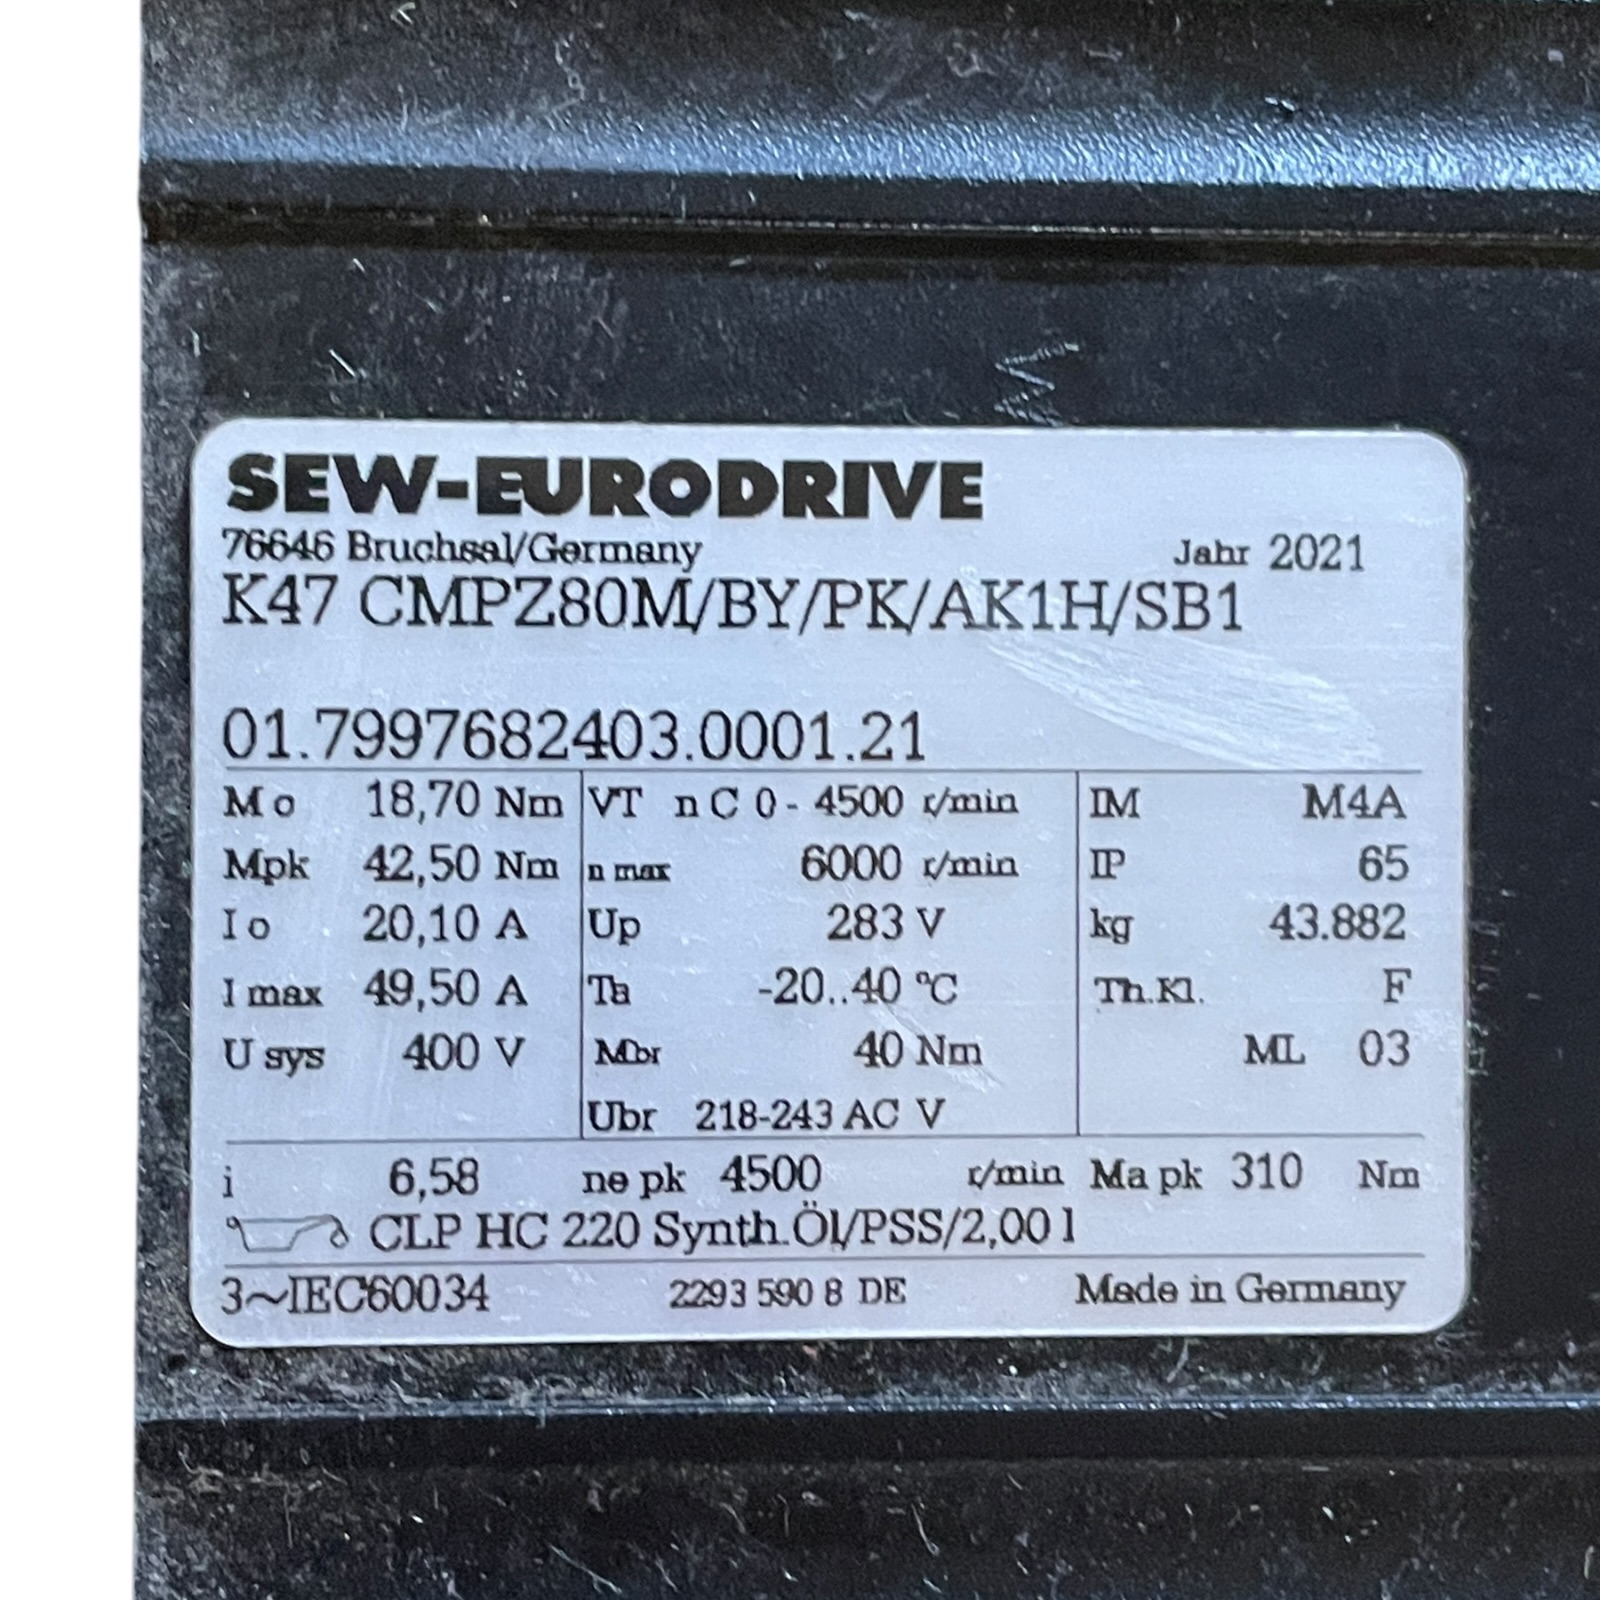 SEW-EURODRIVE
76646 Bruchsal/Germany Jahr 2021
K47 CMPZ80M/BY/PK/AK1H/SB1
01.7997682403.0001.21
Mo 18,70 Nm VT nC 0- 4500 r/min IM M4A
Mpk 42,50 Nm n max 6000 r/min IP 65
Io 20,10 A Up 283 V kg 43.882
I max 49,50 A Ta -20..40 °C Th.Kl. F
U sys 400 V Mbr 40 Nm ML 03
Ubr 218-243 AC V
i 6,58 ne pk 4500 r/min Ma pk 310 Nm
CLP HC 220 Synth.Öl/PSS/2,00 l
3~IEC60034 2293 590 8 DE Made in Germany